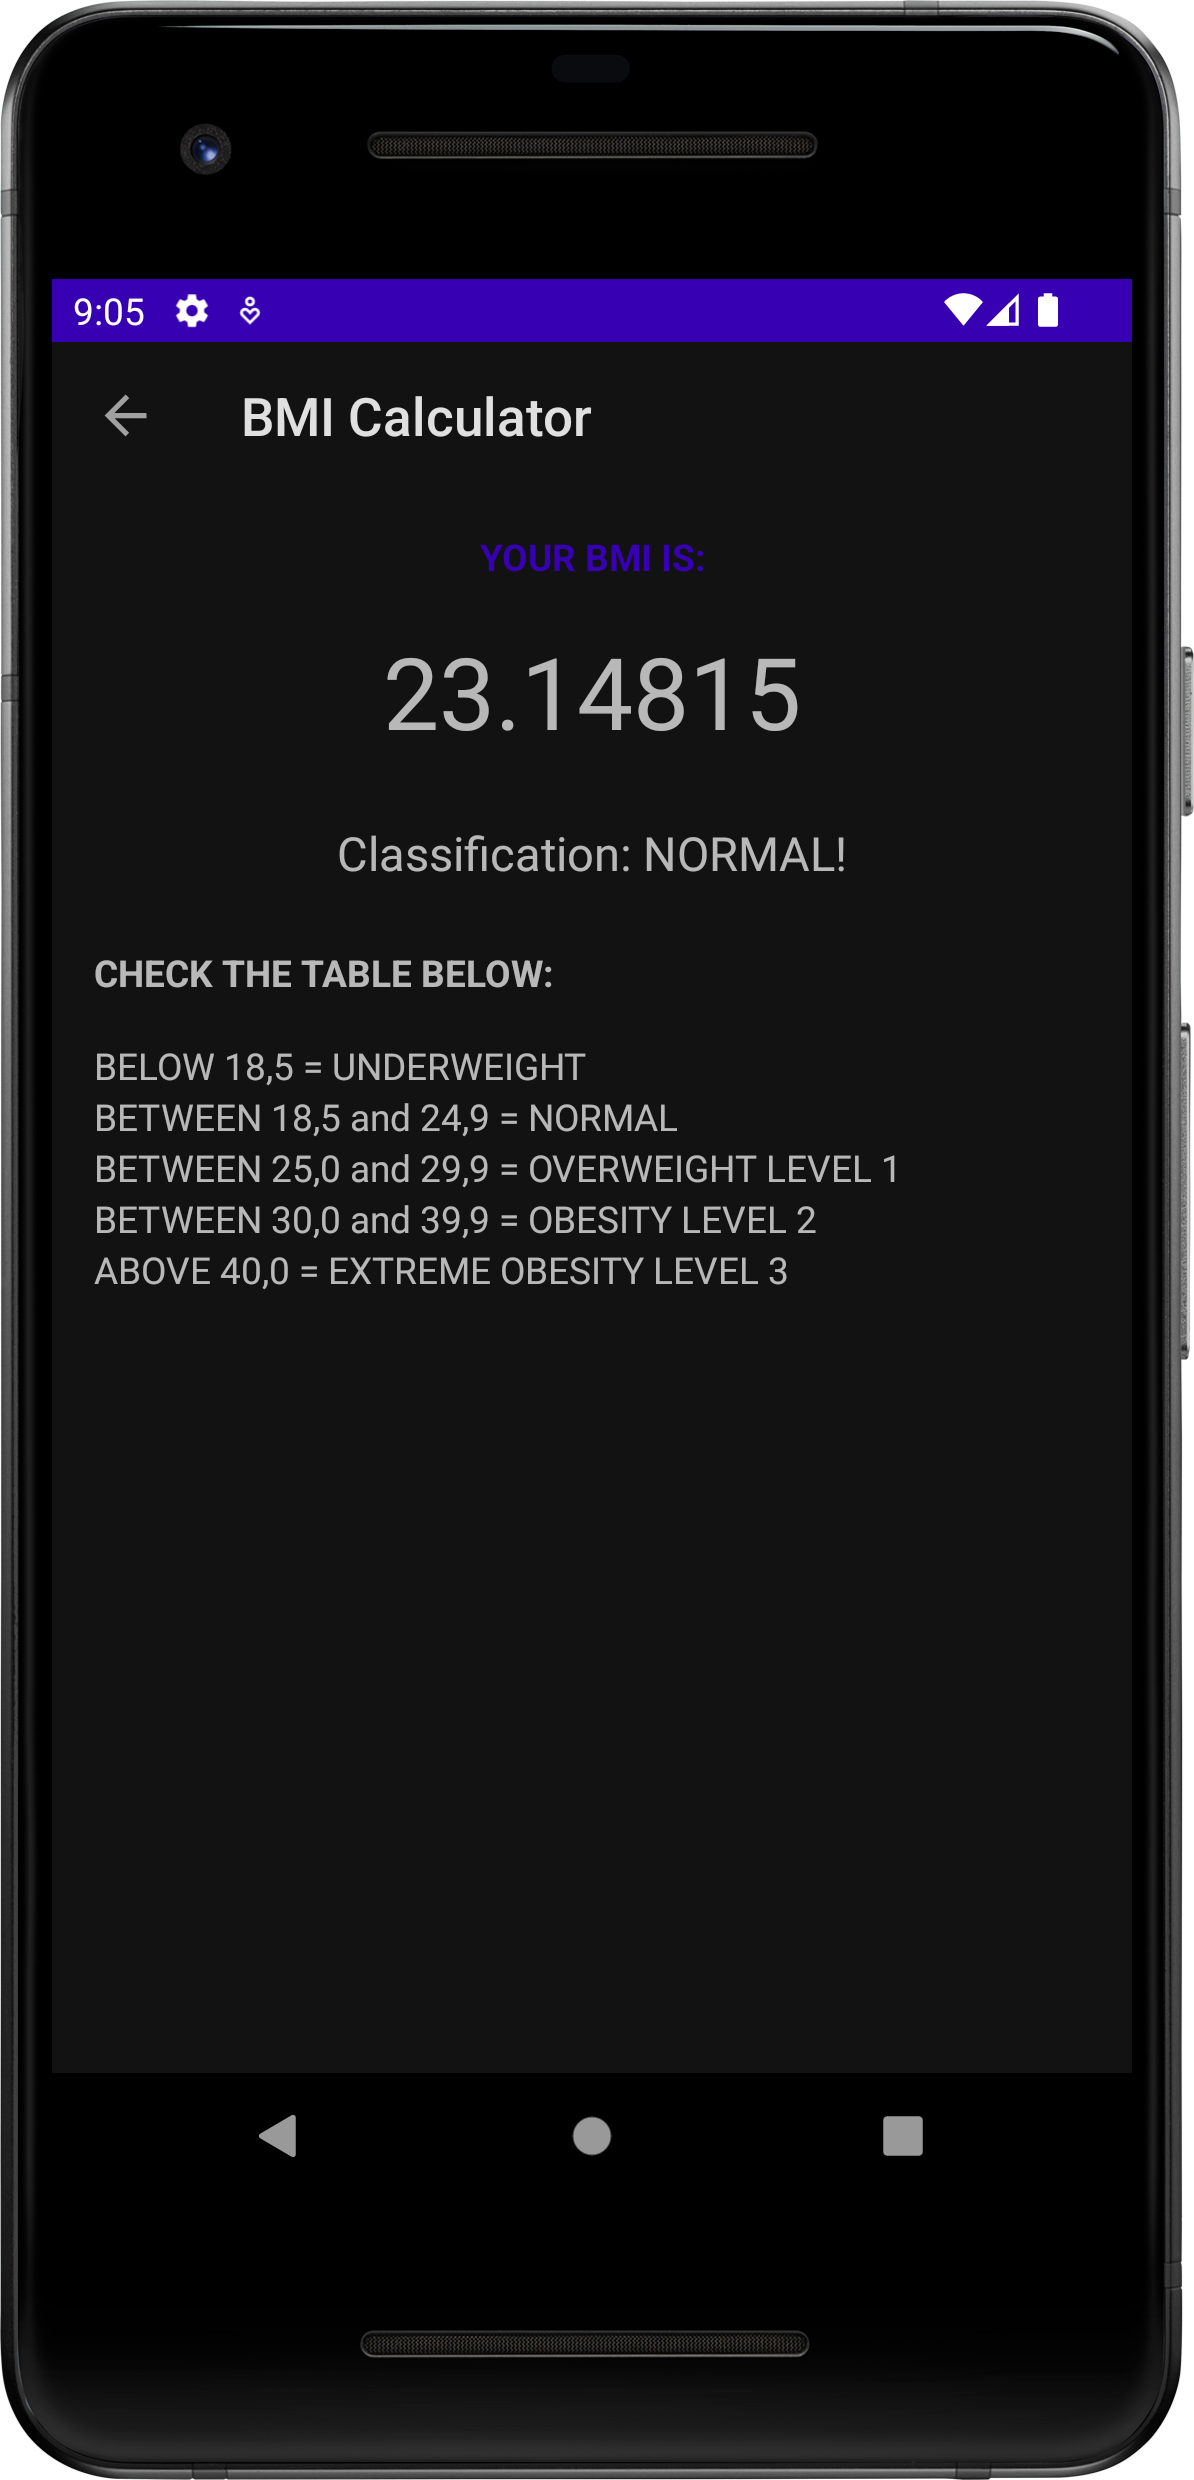 9:05
BMI Calculator
YOUR BMI IS:
23.14815
Classification: NORMAL!
CHECK THE TABLE BELOW:
BELOW 18,5 = UNDERWEIGHT
BETWEEN 18,5 and 24,9 = NORMAL
BETWEEN 25,0 and 29,9 = OVERWEIGHT LEVEL 1
BETWEEN 30,0 and 39,9 = OBESITY LEVEL 2
ABOVE 40,0 = EXTREME OBESITY LEVEL 3